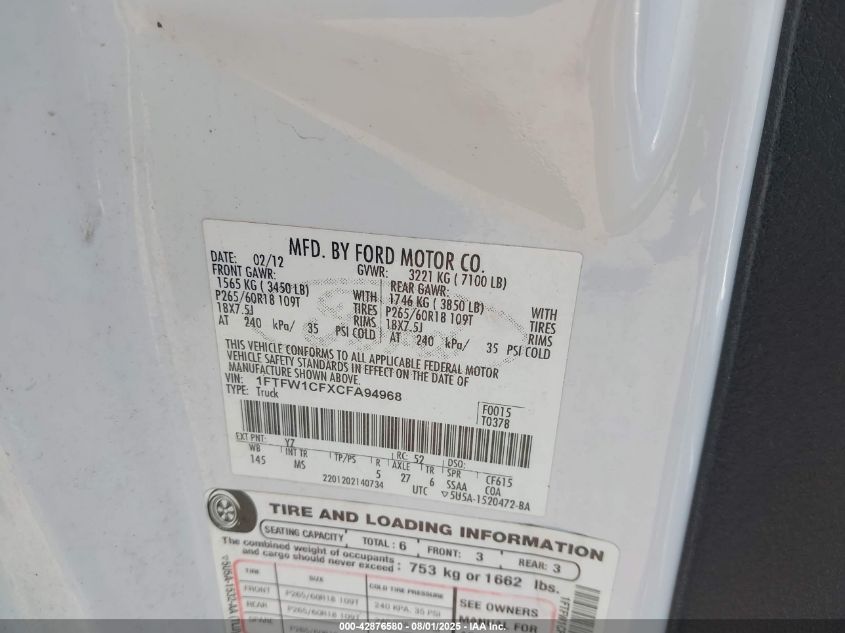 MFD. BY FORD MOTOR CO.
DATE: 02/12 GVWR: 3221 KG ( 7100 LB)
FRONT GAWR: REAR GAWR:
1565 KG ( 3450 LB) WITH 1746 KG ( 3850 LB) WITH
P265/60R18 109T TIRES P265/60R18 109T TIRES
18X7.5J RIMS 18X7.5J RIMS
AT 240 kPa/ 35 PSI COLD AT 240 kPa/ 35 PSI COLD
THIS VEHICLE CONFORMS TO ALL APPLICABLE FEDERAL MOTOR
VEHICLE SAFETY STANDARDS IN EFFECT ON THE DATE OF
MANUFACTURE SHOWN ABOVE.
VIN: 1FTFW1CFXCFA94968
TYPE: Truck
F0015
T0378
EXT PNT: YZ RC: 52 DSO:
WB INT TR TP/PS R AXLE TR SPR CF615
145 MS 5 27 6 SSAA COA
2201202140734 UTC ▽5U5A-1520472-BA
TIRE AND LOADING INFORMATION
SEATING CAPACITY TOTAL: 6 FRONT: 3 REAR: 3
The combined weight of occupants
and cargo should never exceed : 753 kg or 1662 lbs.
TIRE SIZE COLD TIRE PRESSURE
FRONT P265/60R18 109T 240 KPA, 35 PSI SEE OWNERS
REAR P265/60R18 109T MANUAL FOR
SPARE
000-42876580 - 08/01/2025 - IAA Inc.